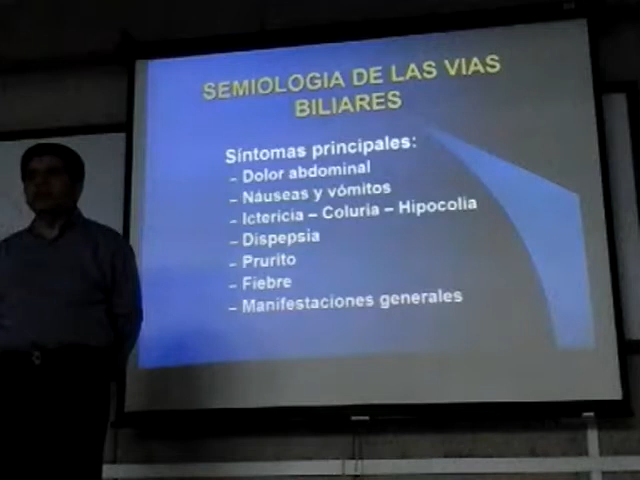 SEMIOLOGIA DE LAS VIAS
BILIARES
Síntomas principales:
– Dolor abdominal
– Náuseas y vómitos
– Ictericia – Coluria – Hipocolia
– Dispepsia
– Prurito
– Fiebre
– Manifestaciones generales